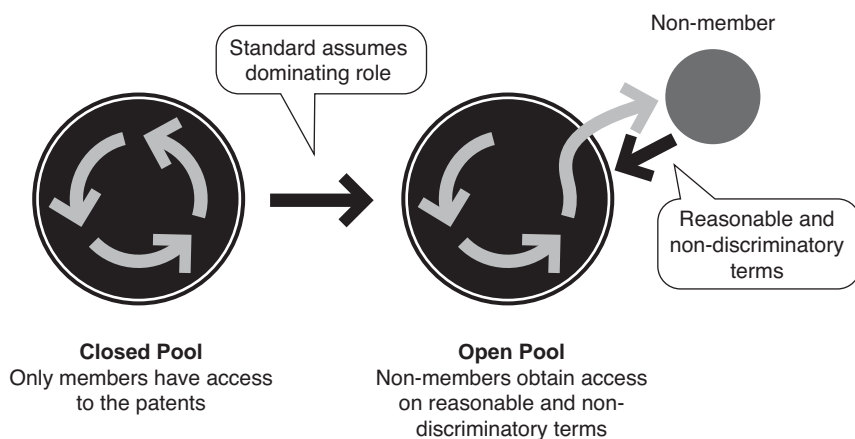 Non-member
Standard assumes
dominating role
Reasonable and
non-discriminatory
terms
Closed Pool
Only members have access
to the patents
Open Pool
Non-members obtain access
on reasonable and non-
discriminatory terms